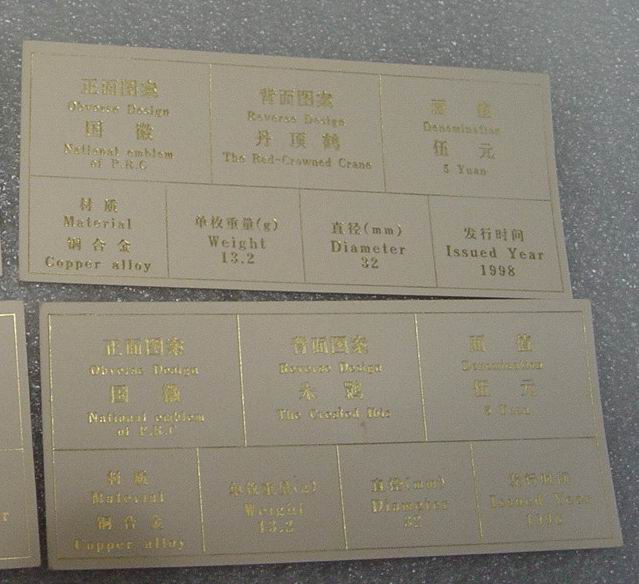 正面图案
Obverse Design
国 徽
National emblem
of P.R.C
背面图案
Reverse Design
丹 顶 鹤
The Red-Crowned Crane
面 值
Denomination
伍 元
5 Yuan
材 质
Material
铜 合 金
Copper alloy
单枚重量(g)
Weight
13.2
直径(mm)
Diameter
32
发行时间
Issued Year
1998
正面图案
Obverse Design
国 徽
National emblem
of P.R.C
背面图案
Reverse Design
朱 鹮
The Crested Ibis
面 值
Denomination
伍 元
5 Yuan
材 质
Material
铜 合 金
Copper alloy
单枚重量(g)
Weight
13.2
直径(mm)
Diameter
32
发行时间
Issued Year
1998
r